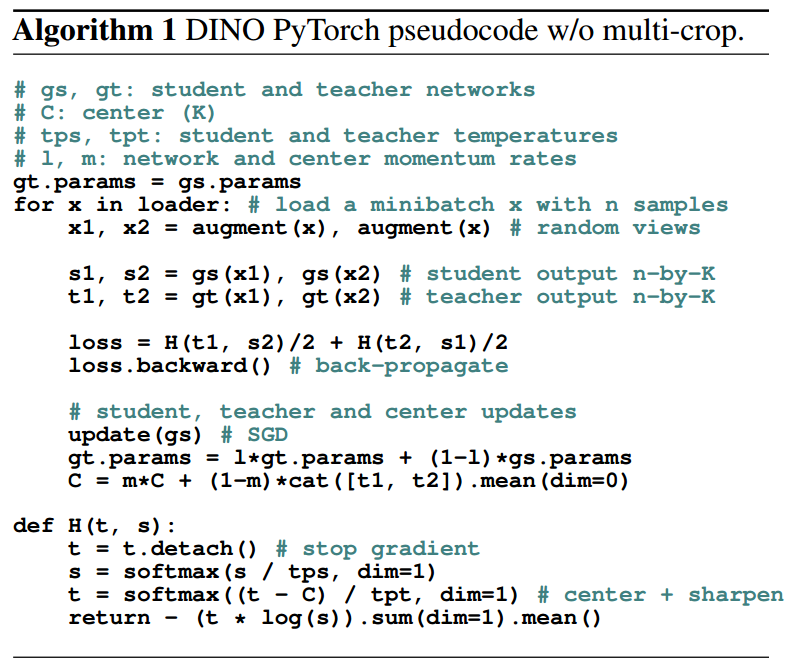 Algorithm 1 DINO PyTorch pseudocode w/o multi-crop.
# gs, gt: student and teacher networks
# C: center (K)
# tps, tpt: student and teacher temperatures
# l, m: network and center momentum rates
gt.params = gs.params
for x in loader: # load a minibatch x with n samples
    x1, x2 = augment(x), augment(x) # random views
    s1, s2 = gs(x1), gs(x2) # student output n-by-K
    t1, t2 = gt(x1), gt(x2) # teacher output n-by-K
    loss = H(t1, s2)/2 + H(t2, s1)/2
    loss.backward() # back-propagate
    # student, teacher and center updates
    update(gs) # SGD
    gt.params = l*gt.params + (1-l)*gs.params
    C = m*C + (1-m)*cat([t1, t2]).mean(dim=0)
def H(t, s):
    t = t.detach() # stop gradient
    s = softmax(s / tps, dim=1)
    t = softmax((t - C) / tpt, dim=1) # center + sharpen
    return - (t * log(s)).sum(dim=1).mean()